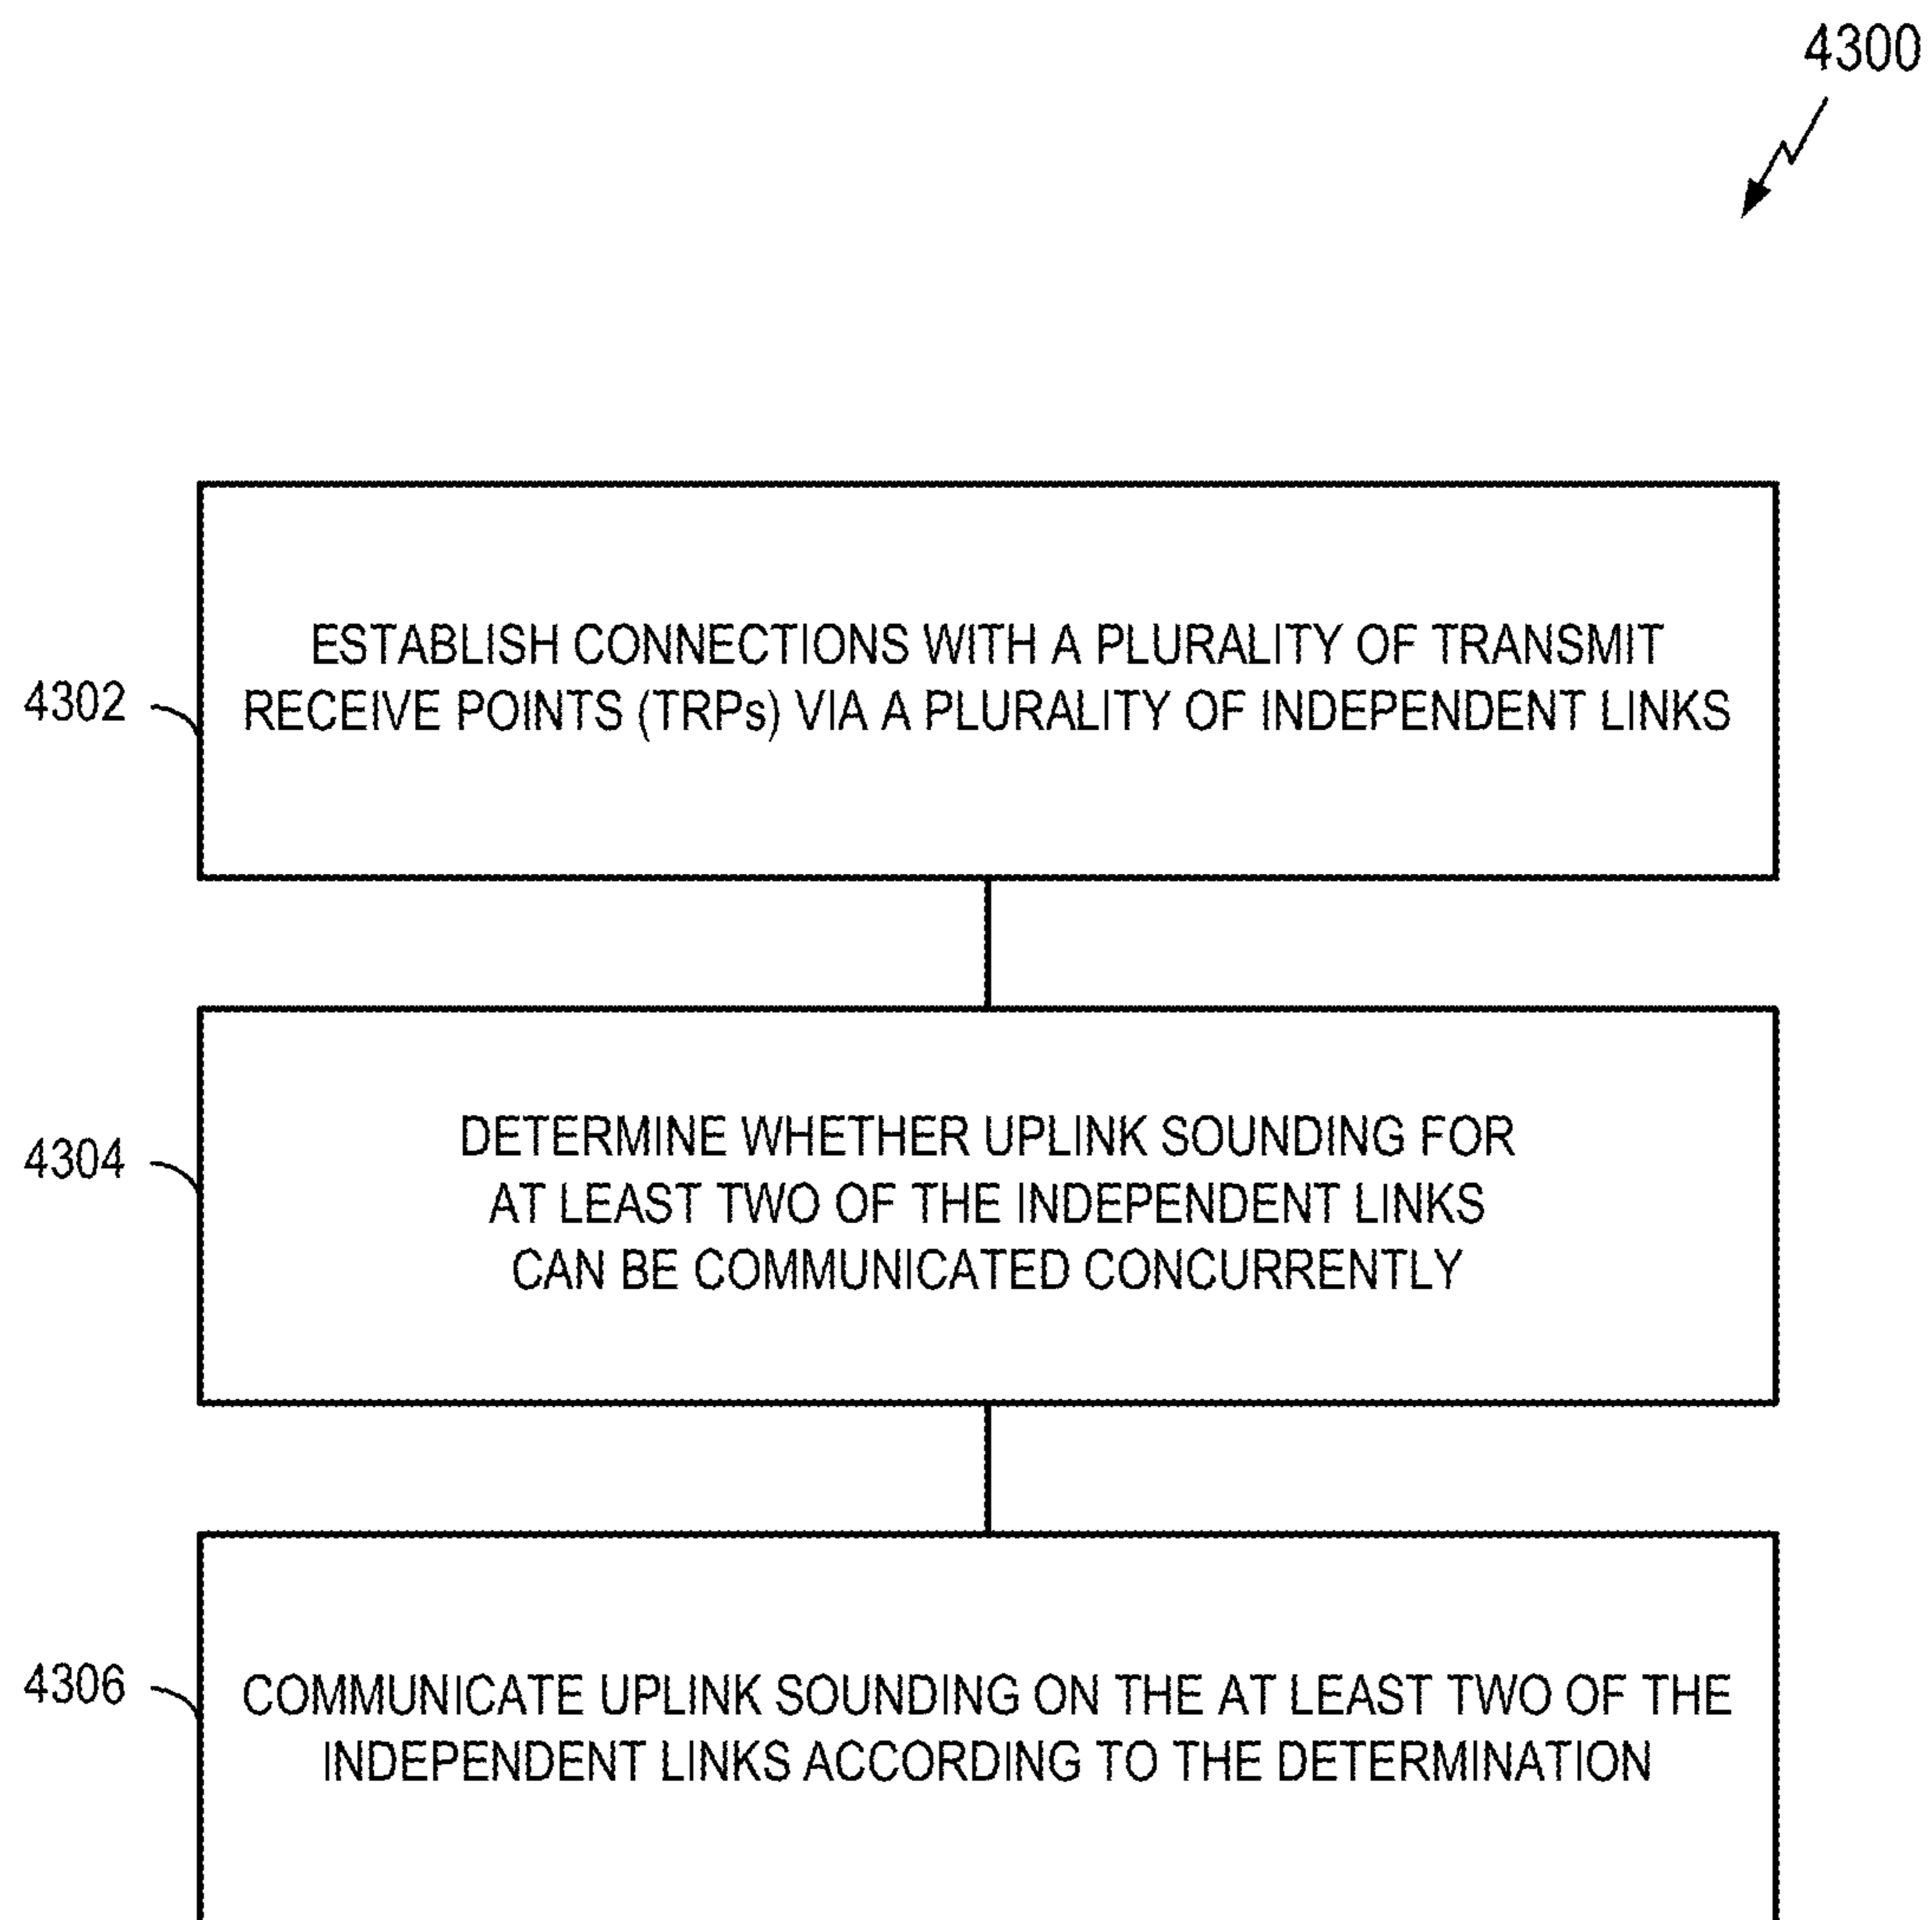 4300
4302
ESTABLISH CONNECTIONS WITH A PLURALITY OF TRANSMIT
RECEIVE POINTS (TRPs) VIA A PLURALITY OF INDEPENDENT LINKS
4304
DETERMINE WHETHER UPLINK SOUNDING FOR
AT LEAST TWO OF THE INDEPENDENT LINKS
CAN BE COMMUNICATED CONCURRENTLY
4306
COMMUNICATE UPLINK SOUNDING ON THE AT LEAST TWO OF THE
INDEPENDENT LINKS ACCORDING TO THE DETERMINATION